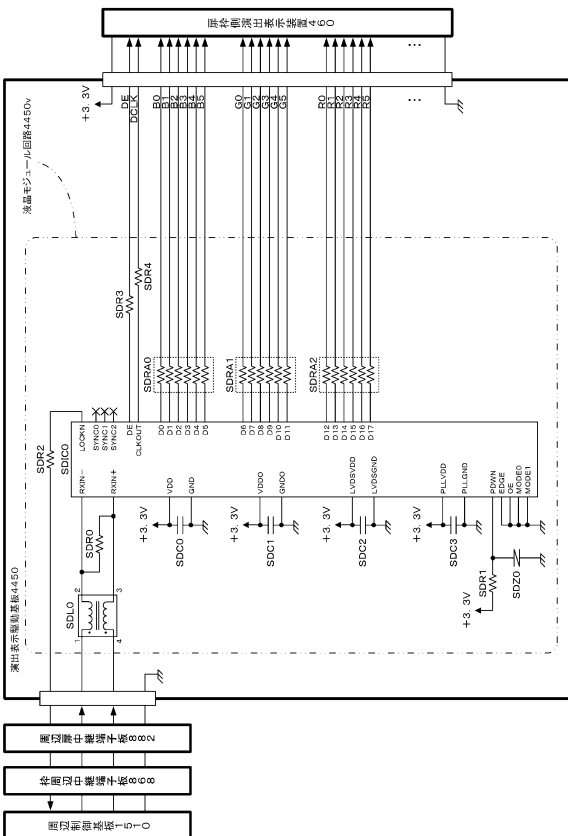 演出表示駆動基板4450
液晶モジュール回路4450v
扉枠側演出表示装置460
周辺扉中継端子板882
枠周辺中継端子板868
周辺制御基板1510
+3.3V
DE
DCLK
B0
B1
B2
B3
B4
B5
G0
G1
G2
G3
G4
G5
R0
R1
R2
R3
R4
R5
...
...
SDR3
SDR4
SDRA0
SDRA1
SDRA2
SDR2
SDIC0
LOCKN
SYNC0
SYNC1
SYNC2
DE
CLKOUT
D0
D1
D2
D3
D4
D5
D6
D7
D8
D9
D10
D11
D12
D13
D14
D15
D16
D17
RXIN-
RXIN+
VDD
GND
VDDO
GNDO
LVDSVDD
LVDSGND
PLLVDD
PLLGND
PDWN
EDGE
OE
MODE0
MODE1
SDL0
1
2
3
4
SDR0
+3.3V
SDC0
+3.3V
SDC1
+3.3V
SDC2
+3.3V
SDC3
+3.3V
SDR1
SDZ0